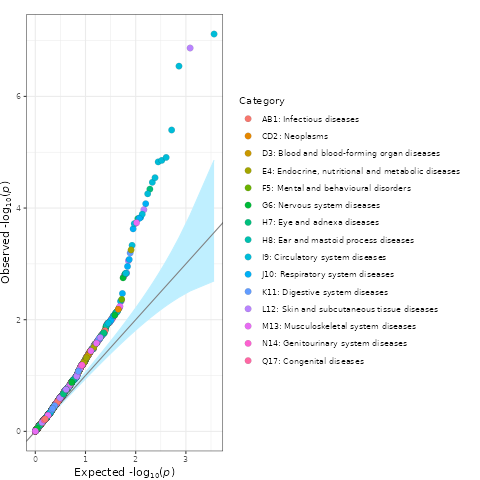 Observed -log₁₀(p)
6
4
2
0
0
1
2
3
Expected -log₁₀(p)
Category
AB1: Infectious diseases
CD2: Neoplasms
D3: Blood and blood-forming organ diseases
E4: Endocrine, nutritional and metabolic diseases
F5: Mental and behavioural disorders
G6: Nervous system diseases
H7: Eye and adnexa diseases
H8: Ear and mastoid process diseases
I9: Circulatory system diseases
J10: Respiratory system diseases
K11: Digestive system diseases
L12: Skin and subcutaneous tissue diseases
M13: Musculoskeletal system diseases
N14: Genitourinary system diseases
Q17: Congenital diseases